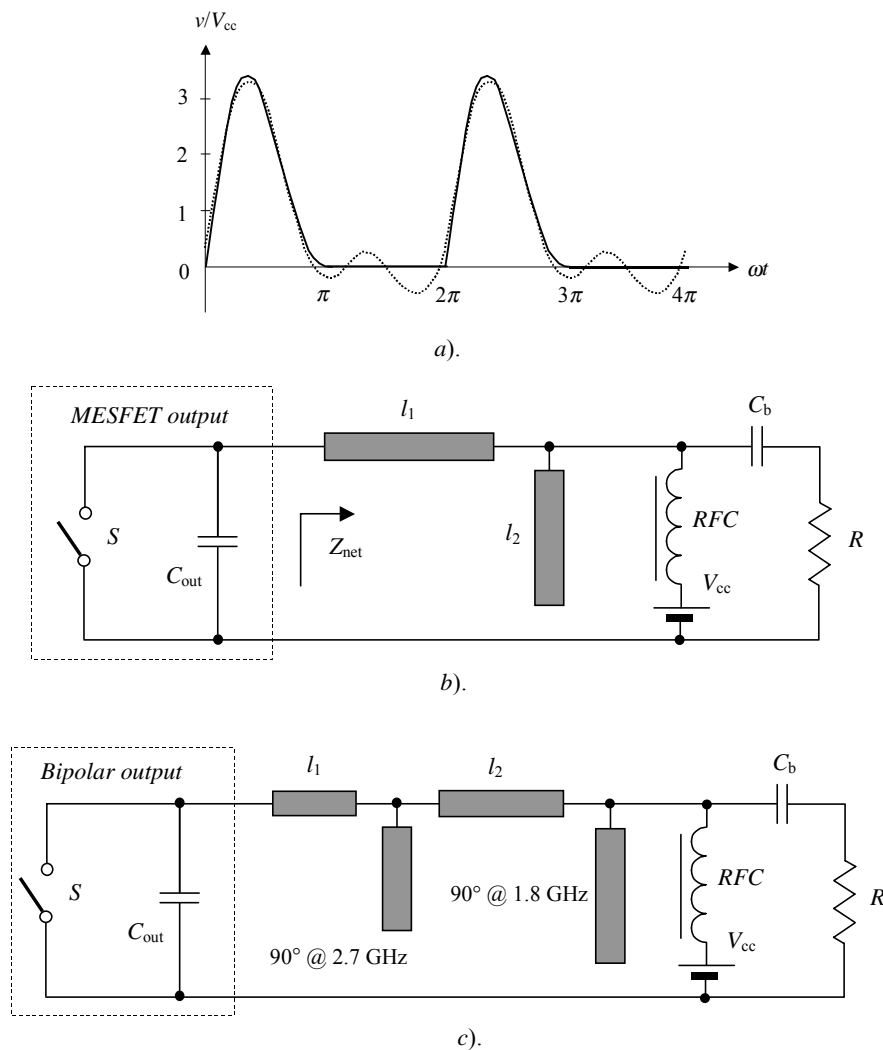 v/Vcc
3
2
1
0
π
2π
3π
4π
ωt
a).
MESFET output
l1
Cb
S
Cout
Znet
l2
RFC
Vcc
R
b).
Bipolar output
l1
l2
Cb
S
Cout
90° @ 2.7 GHz
90° @ 1.8 GHz
RFC
Vcc
R
c).